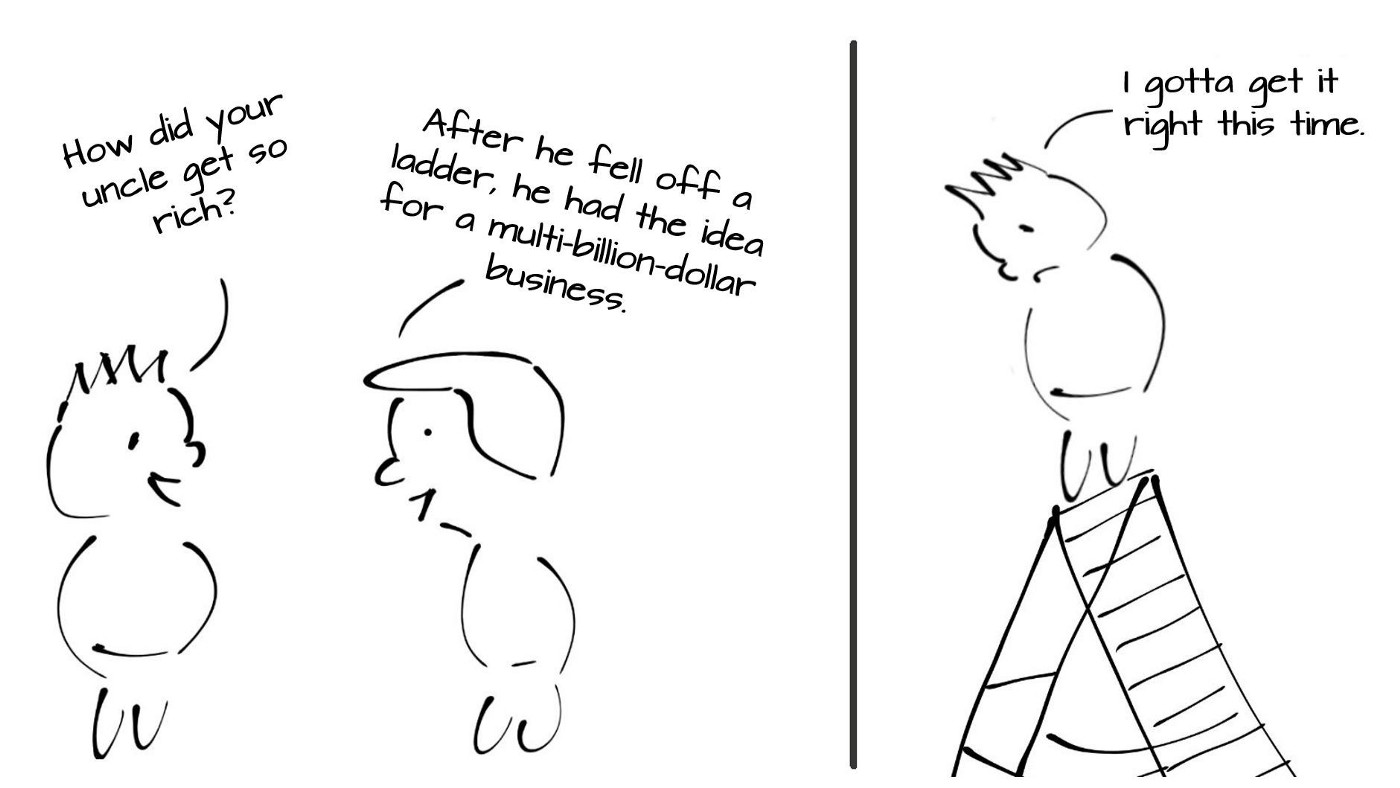 How did your
uncle get so
rich?
After he fell off a
ladder, he had the idea
for a multi-billion-dollar
business.
I gotta get it
right this time.